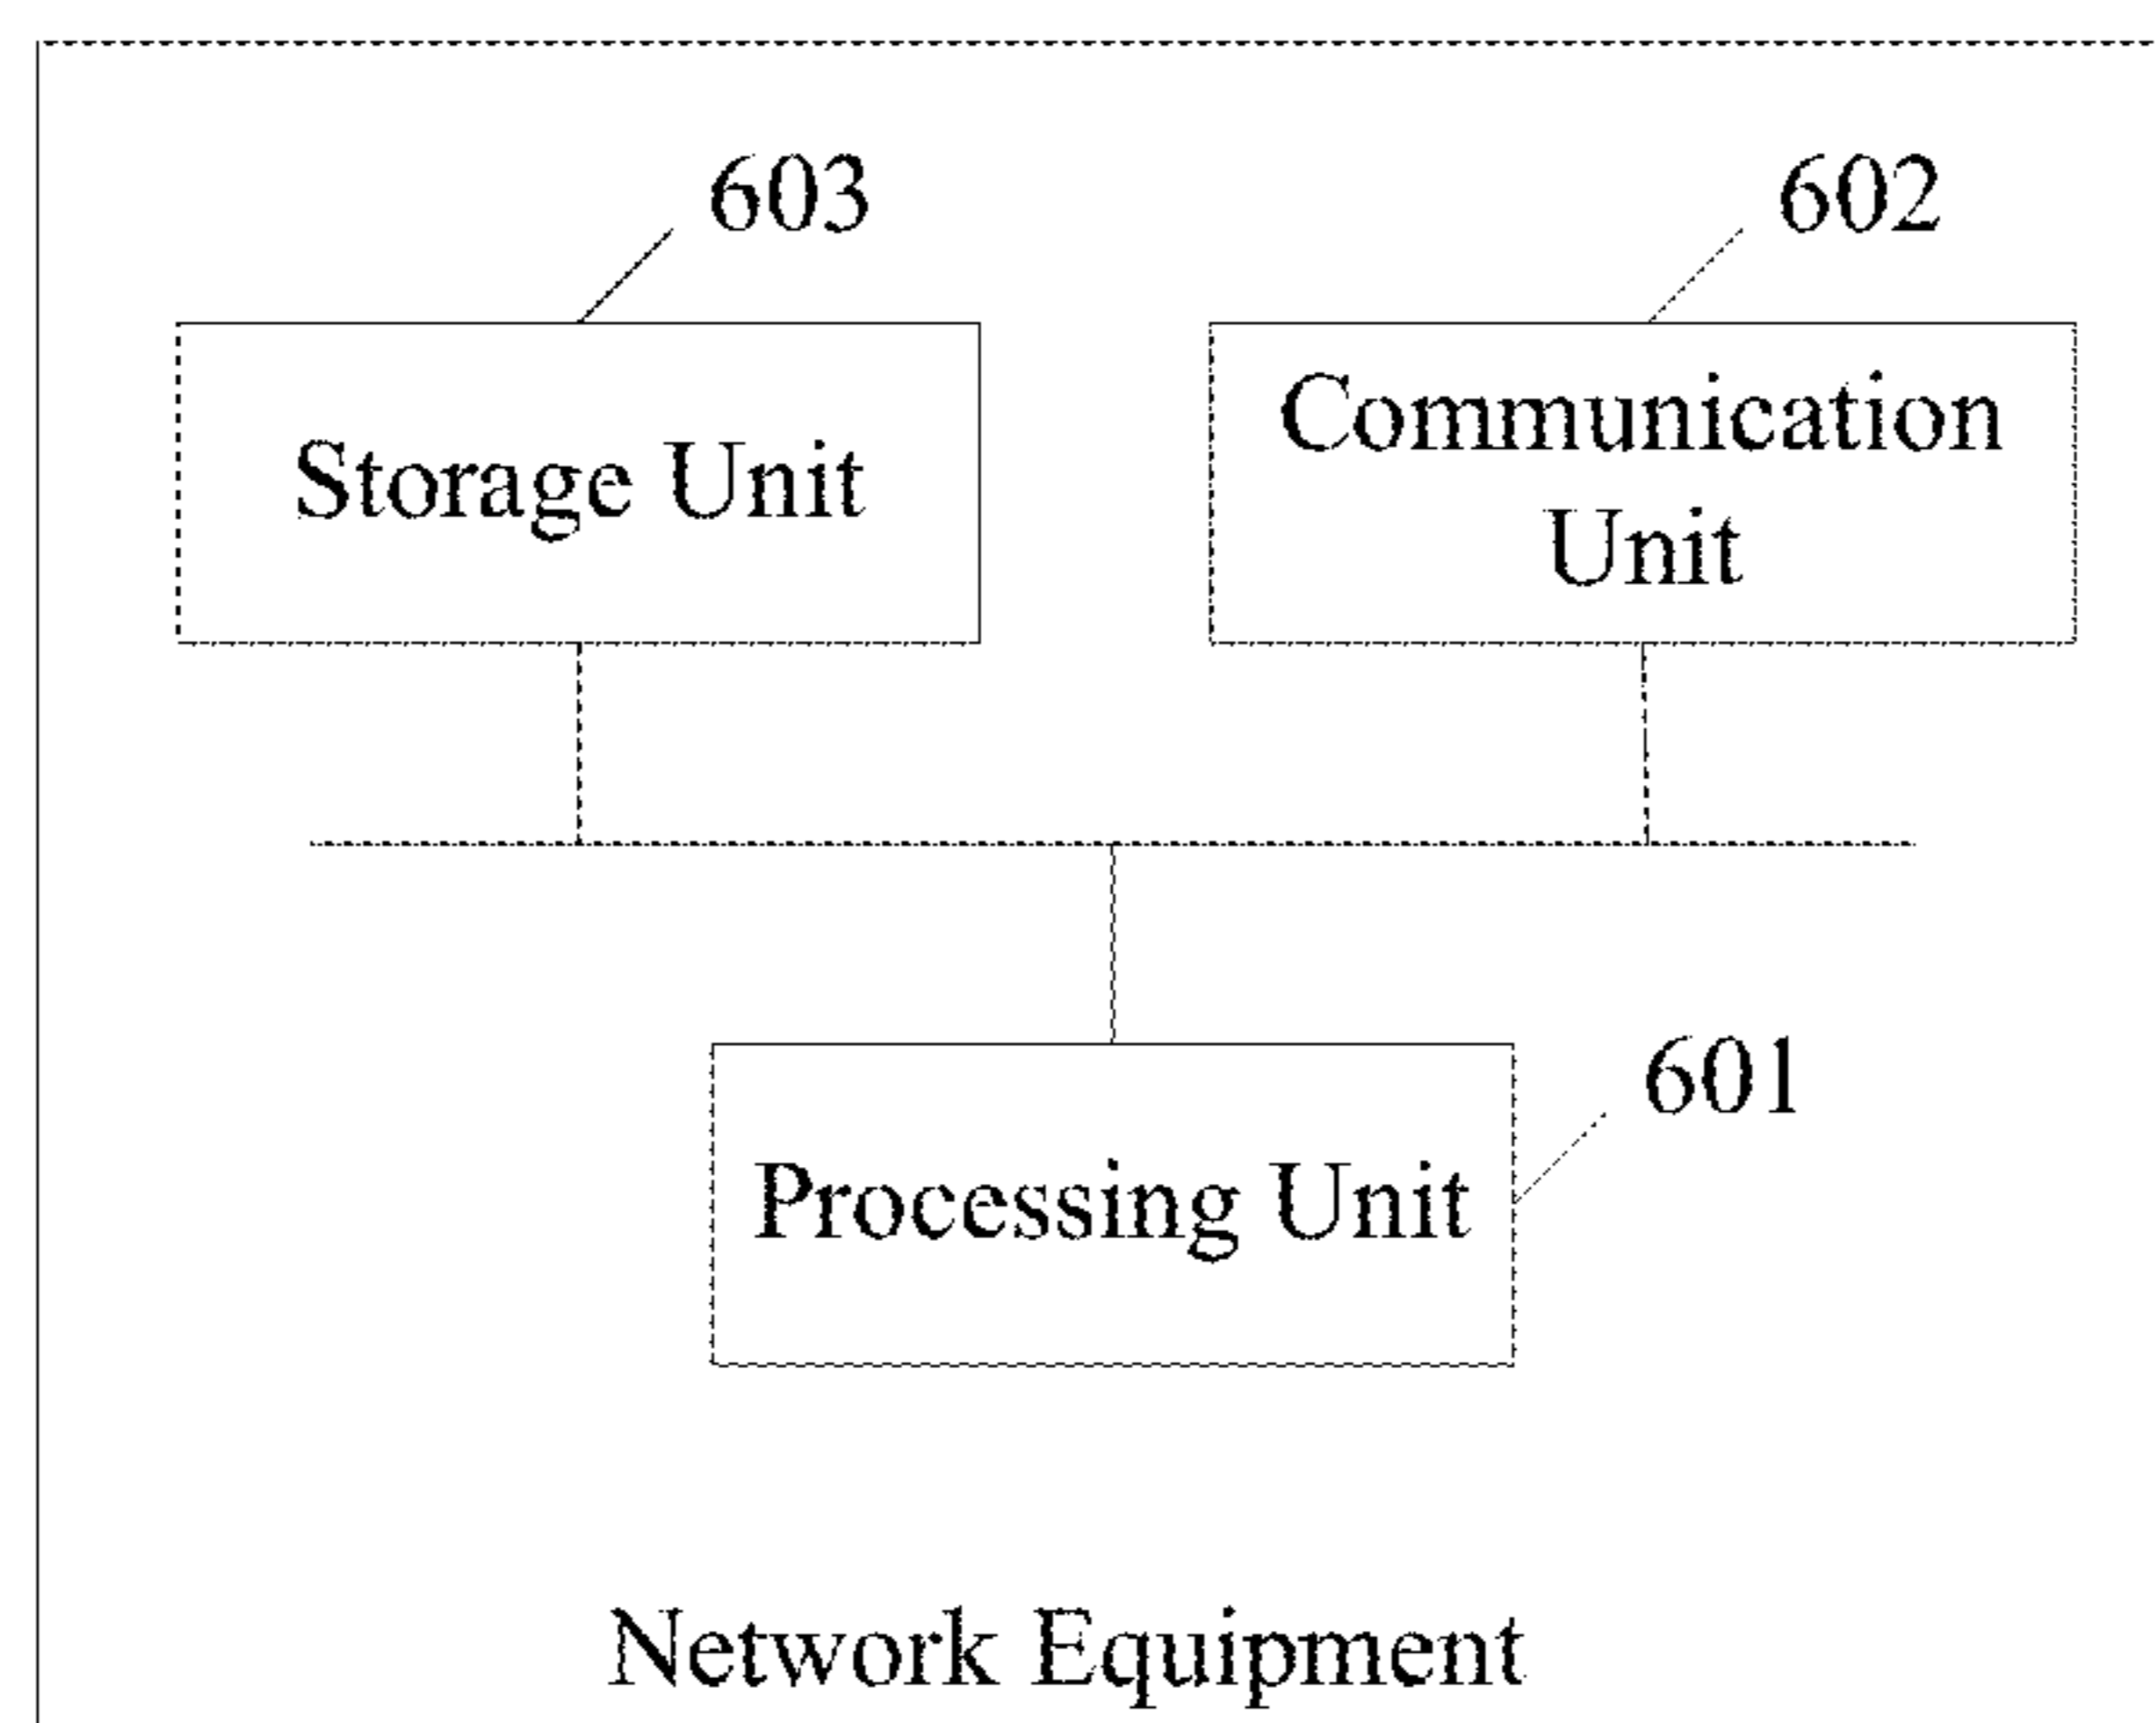 603
602
Storage Unit
Communication
Unit
601
Processing Unit
Network Equipment